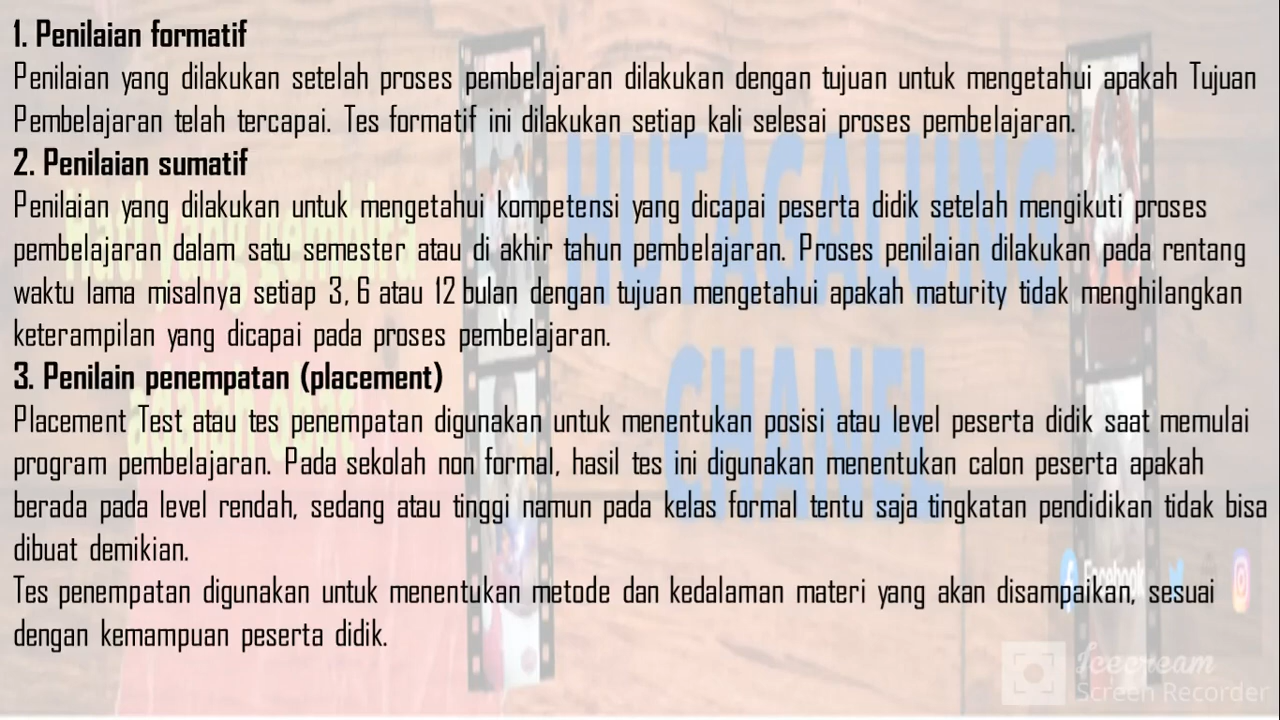 1. Penilaian formatif
Penilaian yang dilakukan setelah proses pembelajaran dilakukan dengan tujuan untuk mengetahui apakah Tujuan
Pembelajaran telah tercapai. Tes formatif ini dilakukan setiap kali selesai proses pembelajaran.
2. Penilaian sumatif
Penilaian yang dilakukan untuk mengetahui kompetensi yang dicapai peserta didik setelah mengikuti proses
pembelajaran dalam satu semester atau di akhir tahun pembelajaran. Proses penilaian dilakukan pada rentang
waktu lama misalnya setiap 3, 6 atau 12 bulan dengan tujuan mengetahui apakah maturity tidak menghilangkan
keterampilan yang dicapai pada proses pembelajaran.
3. Penilain penempatan (placement)
Placement Test atau tes penempatan digunakan untuk menentukan posisi atau level peserta didik saat memulai
program pembelajaran. Pada sekolah non formal, hasil tes ini digunakan menentukan calon peserta apakah
berada pada level rendah, sedang atau tinggi namun pada kelas formal tentu saja tingkatan pendidikan tidak bisa
dibuat demikian.
Tes penempatan digunakan untuk menentukan metode dan kedalaman materi yang akan disampaikan, sesuai
dengan kemampuan peserta didik.
Hati yang gembira
adalah obat
HUTAGALUNG
CHANEL
Facebook
Icecream
Screen Recorder